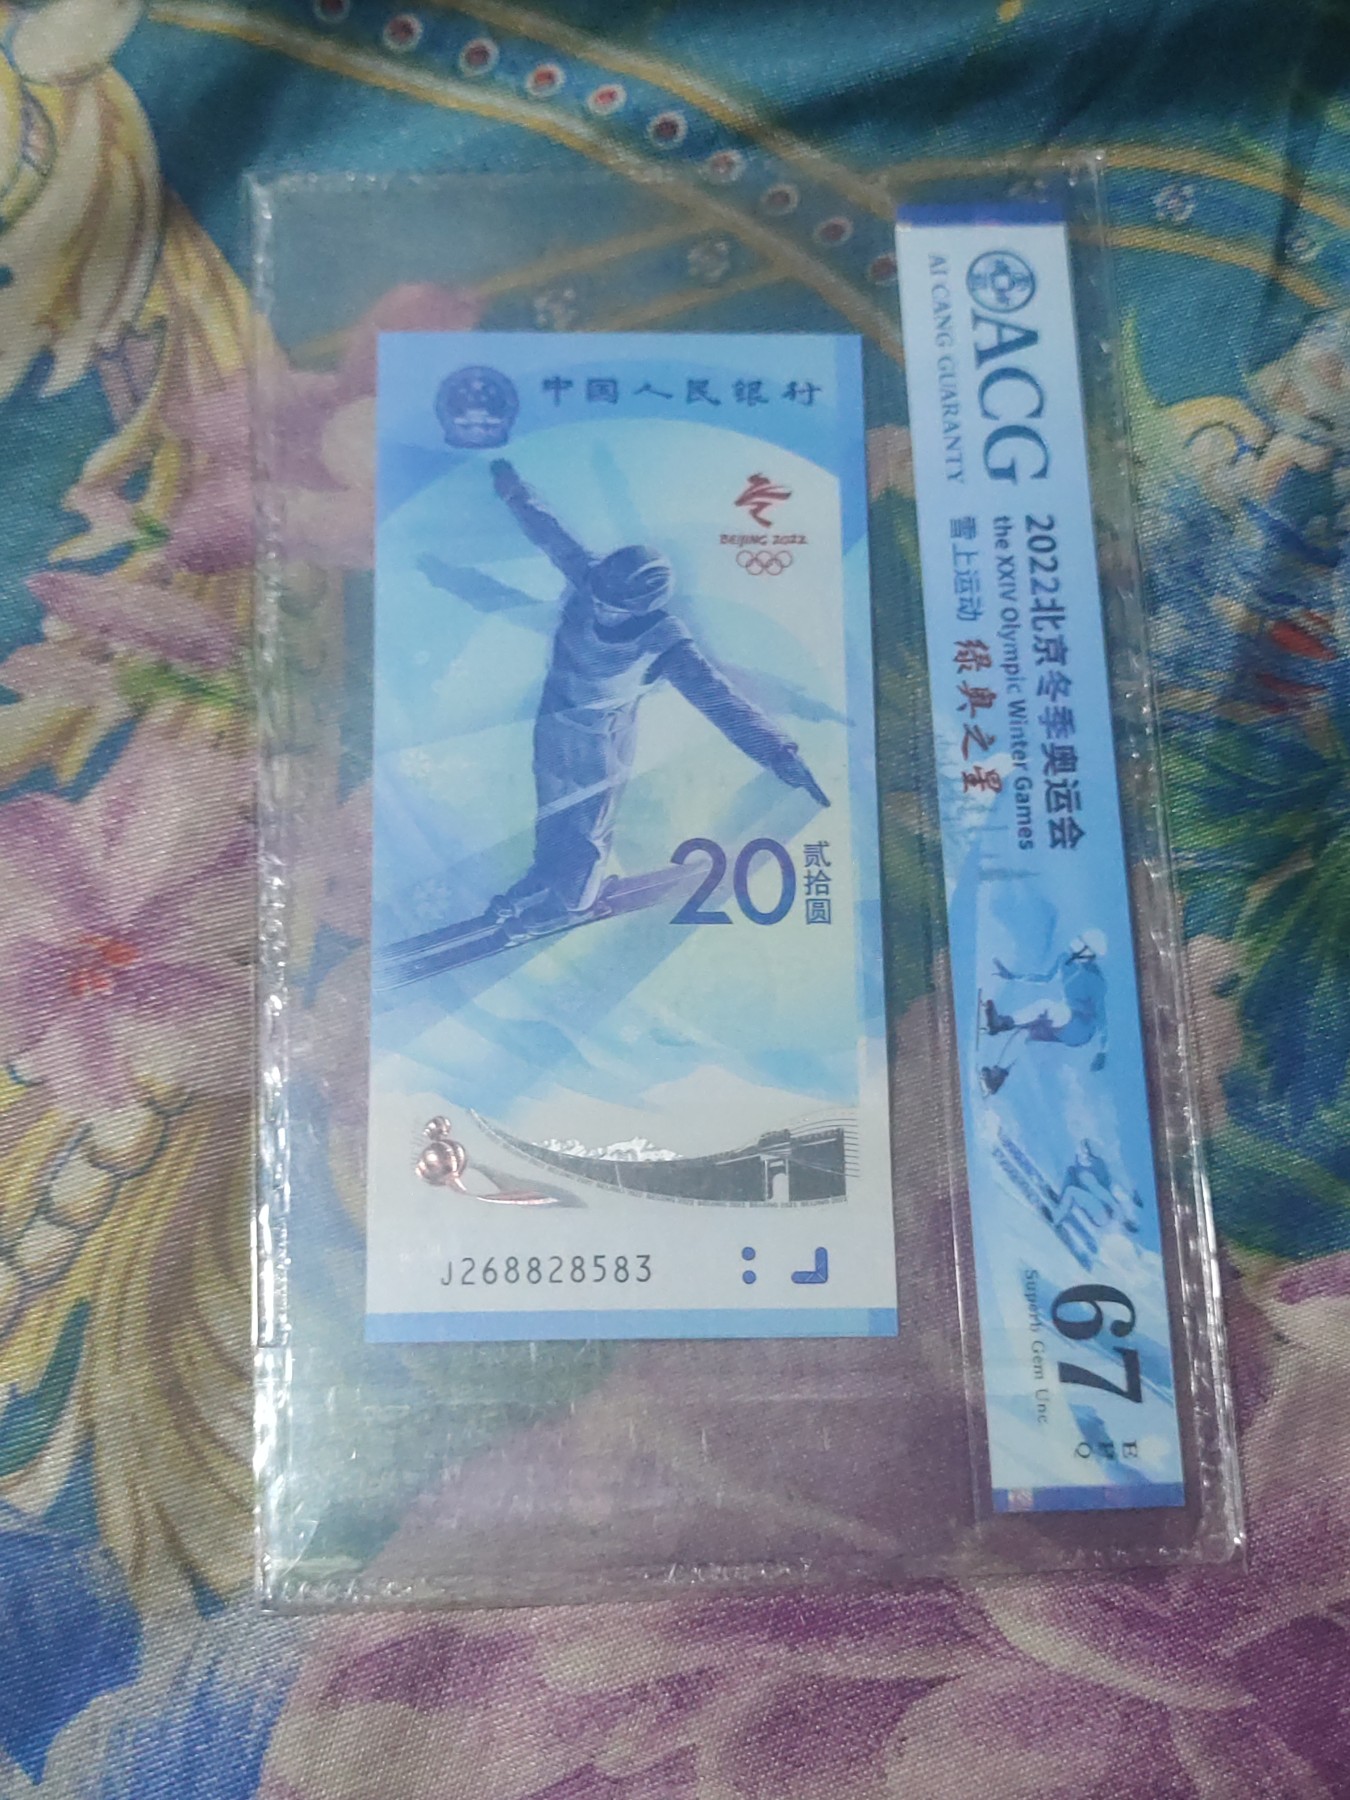 中国人民银行
BEIJING 2022
20
贰拾圆
J268828583
ACG
AI CANG GUARANTY
2022北京冬季奥运会
the XXIV Olympic Winter Games
雪上运动 绿奥之星
67
EPQ
Superb Gem Unc